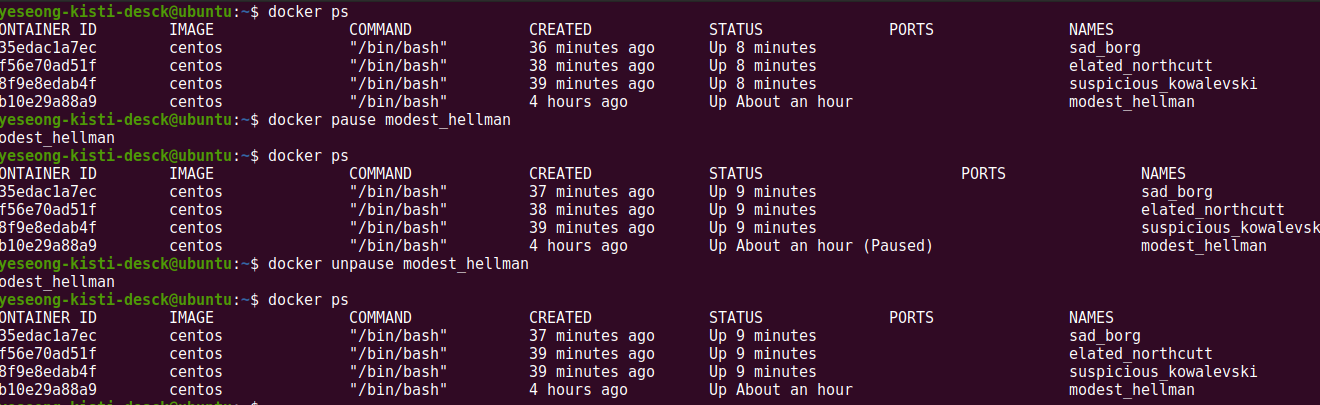 yeseong-kisti-desck@ubuntu:~$ docker ps
ONTAINER ID IMAGE COMMAND CREATED STATUS PORTS NAMES
35edac1a7ec centos "/bin/bash" 36 minutes ago Up 8 minutes sad_borg
f56e70ad51f centos "/bin/bash" 38 minutes ago Up 8 minutes elated_northcutt
8f9e8edab4f centos "/bin/bash" 39 minutes ago Up 8 minutes suspicious_kowalevski
b10e29a88a9 centos "/bin/bash" 4 hours ago Up About an hour modest_hellman
yeseong-kisti-desck@ubuntu:~$ docker pause modest_hellman
odest_hellman
yeseong-kisti-desck@ubuntu:~$ docker ps
ONTAINER ID IMAGE COMMAND CREATED STATUS PORTS NAMES
35edac1a7ec centos "/bin/bash" 37 minutes ago Up 9 minutes sad_borg
f56e70ad51f centos "/bin/bash" 38 minutes ago Up 9 minutes elated_northcutt
8f9e8edab4f centos "/bin/bash" 39 minutes ago Up 9 minutes suspicious_kowalevsk
b10e29a88a9 centos "/bin/bash" 4 hours ago Up About an hour (Paused) modest_hellman
yeseong-kisti-desck@ubuntu:~$ docker unpause modest_hellman
odest_hellman
yeseong-kisti-desck@ubuntu:~$ docker ps
ONTAINER ID IMAGE COMMAND CREATED STATUS PORTS NAMES
35edac1a7ec centos "/bin/bash" 37 minutes ago Up 9 minutes sad_borg
f56e70ad51f centos "/bin/bash" 39 minutes ago Up 9 minutes elated_northcutt
8f9e8edab4f centos "/bin/bash" 39 minutes ago Up 9 minutes suspicious_kowalevski
b10e29a88a9 centos "/bin/bash" 4 hours ago Up About an hour modest_hellman